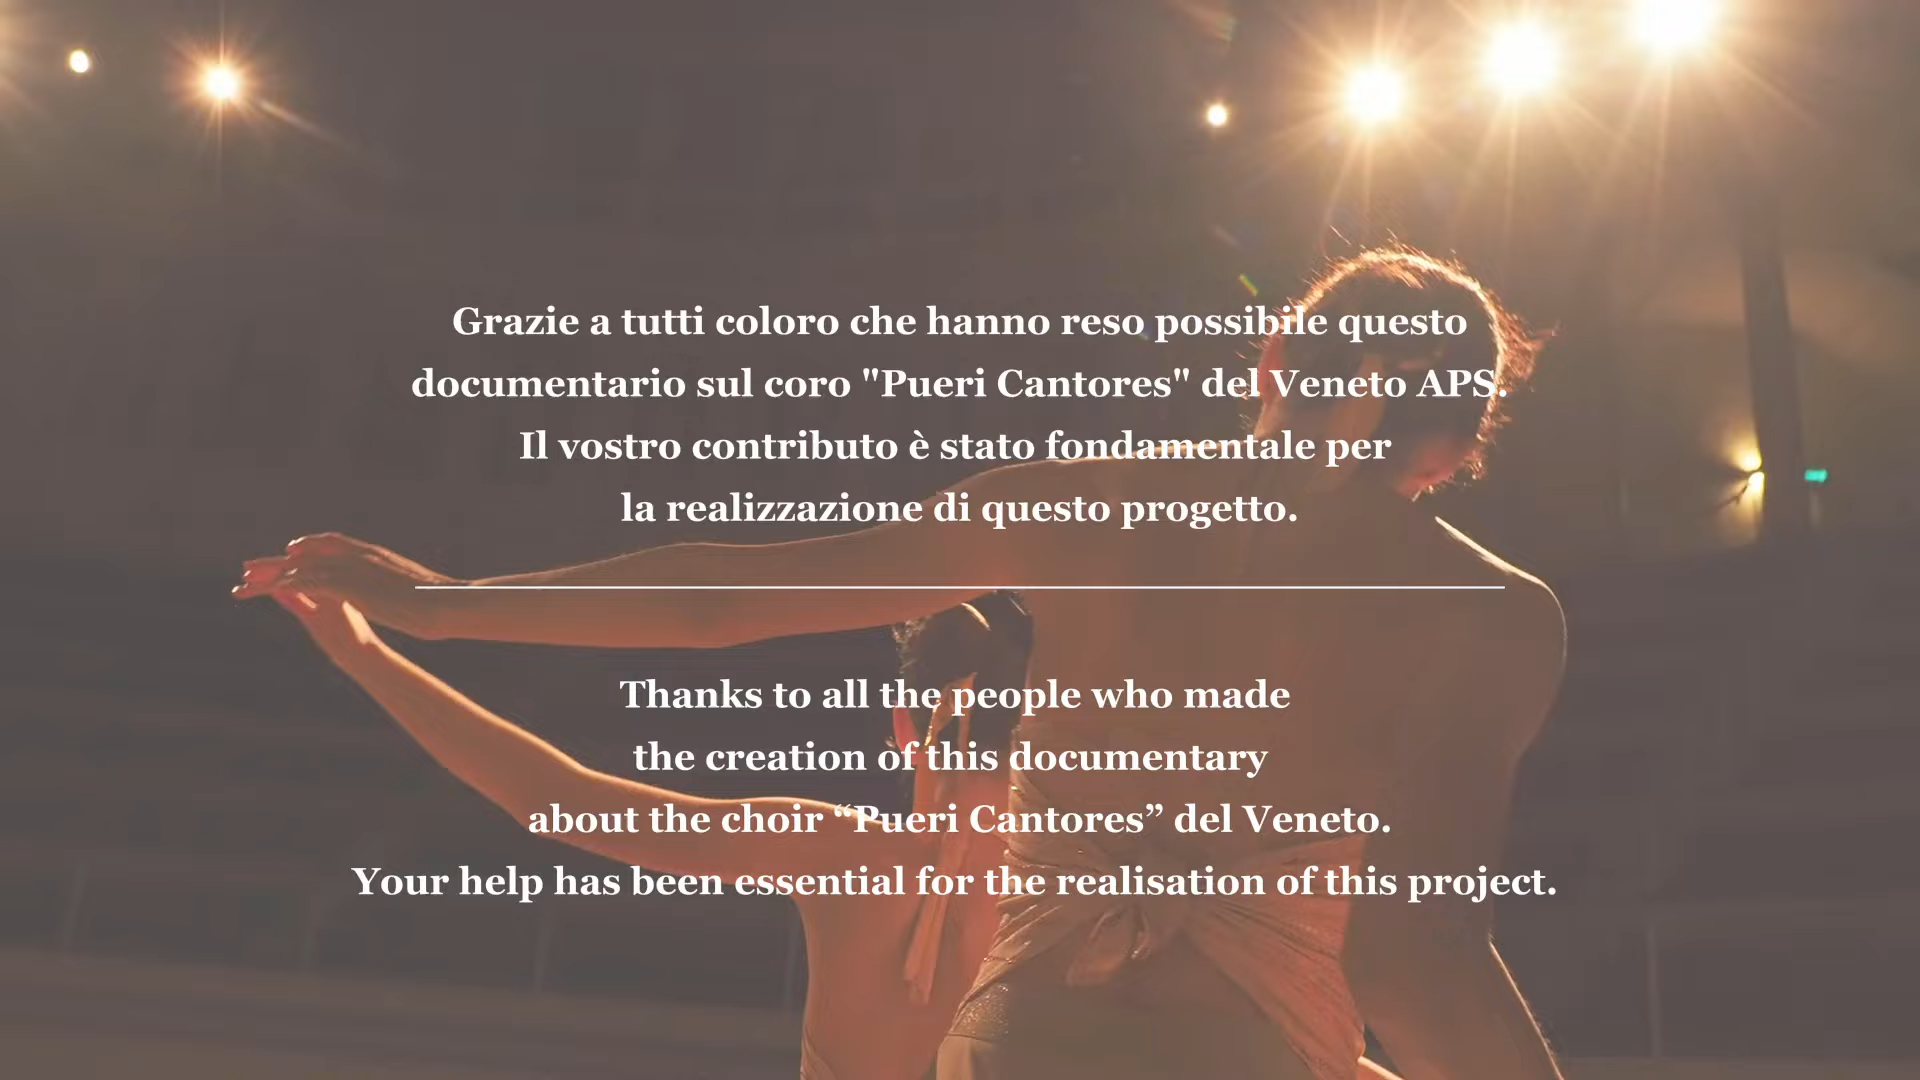 Grazie a tutti coloro che hanno reso possibile questo
documentario sul coro "Pueri Cantores" del Veneto APS.
Il vostro contributo è stato fondamentale per
la realizzazione di questo progetto.
Thanks to all the people who made
the creation of this documentary
about the choir “Pueri Cantores” del Veneto.
Your help has been essential for the realisation of this project.